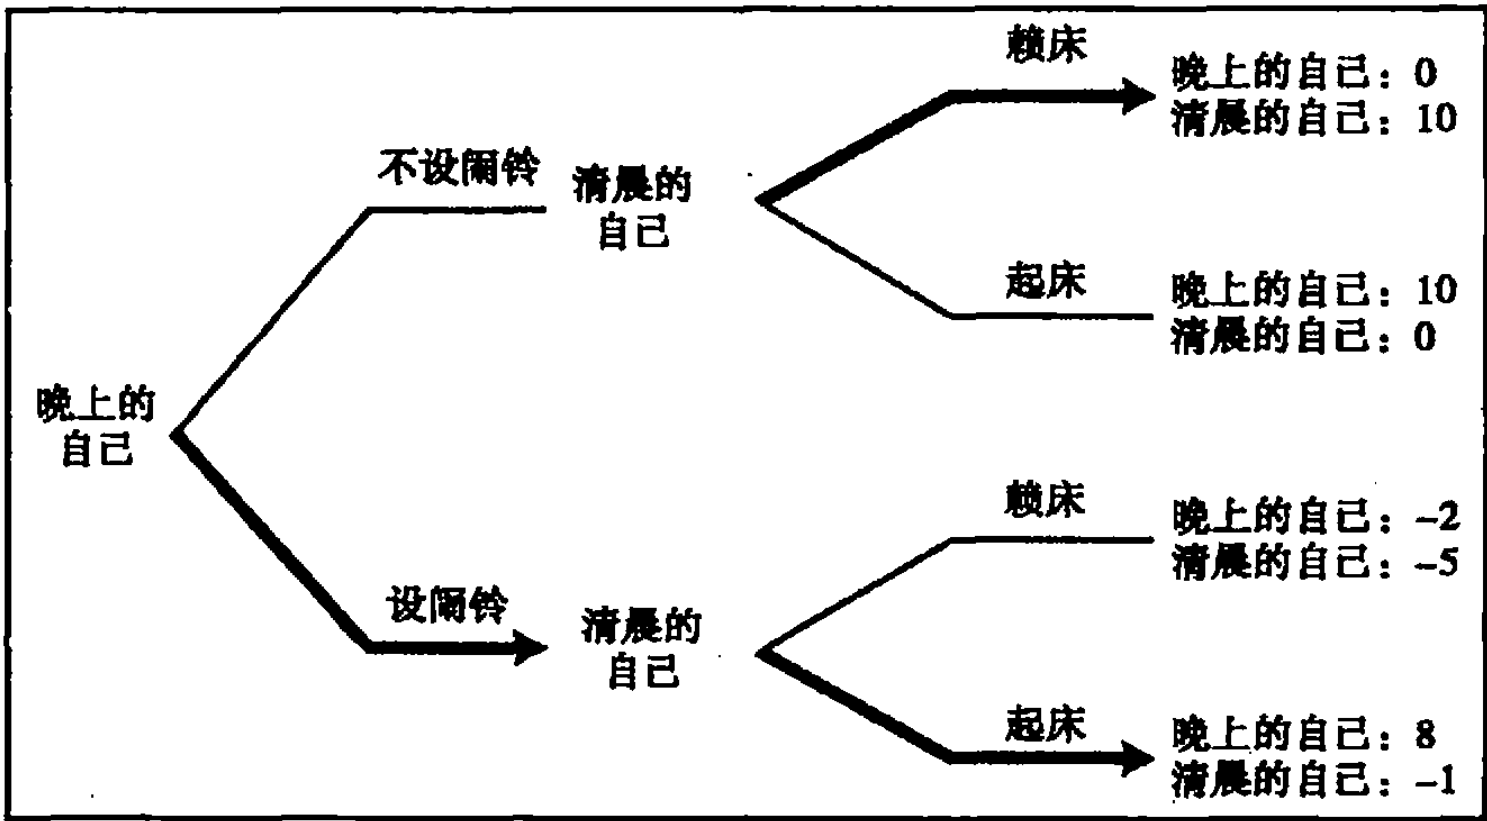 赖床
晚上的自己：0
清晨的自己：10
不设闹铃
清晨的
自己
起床
晚上的自己：10
清晨的自己：0
晚上的
自己
赖床
晚上的自己：-2
清晨的自己：-5
设闹铃
清晨的
自己
起床
晚上的自己：8
清晨的自己：-1